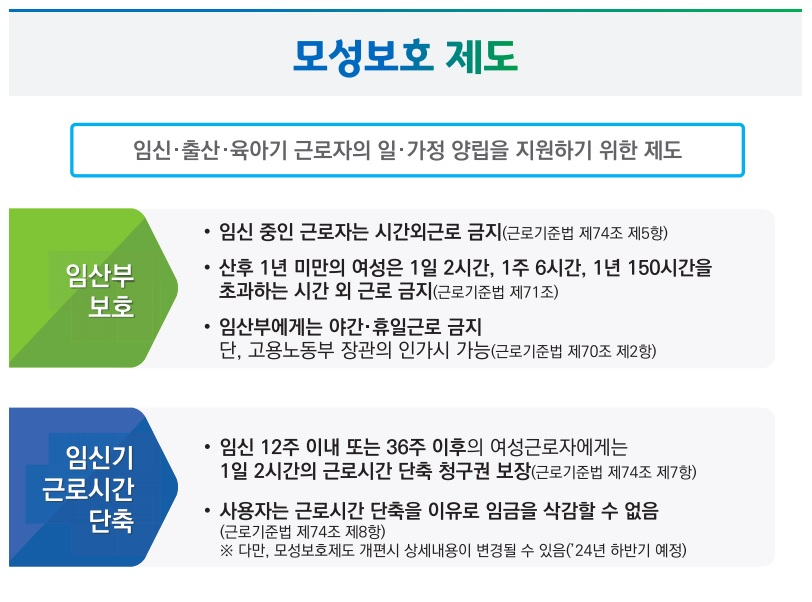 모성보호 제도
임신·출산·육아기 근로자의 일·가정 양립을 지원하기 위한 제도
임산부
보호
• 임신 중인 근로자는 시간외근로 금지(근로기준법 제74조 제5항)
• 산후 1년 미만의 여성은 1일 2시간, 1주 6시간, 1년 150시간을
초과하는 시간 외 근로 금지(근로기준법 제71조)
• 임산부에게는 야간·휴일근로 금지
단, 고용노동부 장관의 인가시 가능(근로기준법 제70조 제2항)
임신기
근로시간
단축
• 임신 12주 이내 또는 36주 이후의 여성근로자에게는
1일 2시간의 근로시간 단축 청구권 보장(근로기준법 제74조 제7항)
• 사용자는 근로시간 단축을 이유로 임금을 삭감할 수 없음
(근로기준법 제74조 제8항)
※ 다만, 모성보호제도 개편시 상세내용이 변경될 수 있음('24년 하반기 예정)